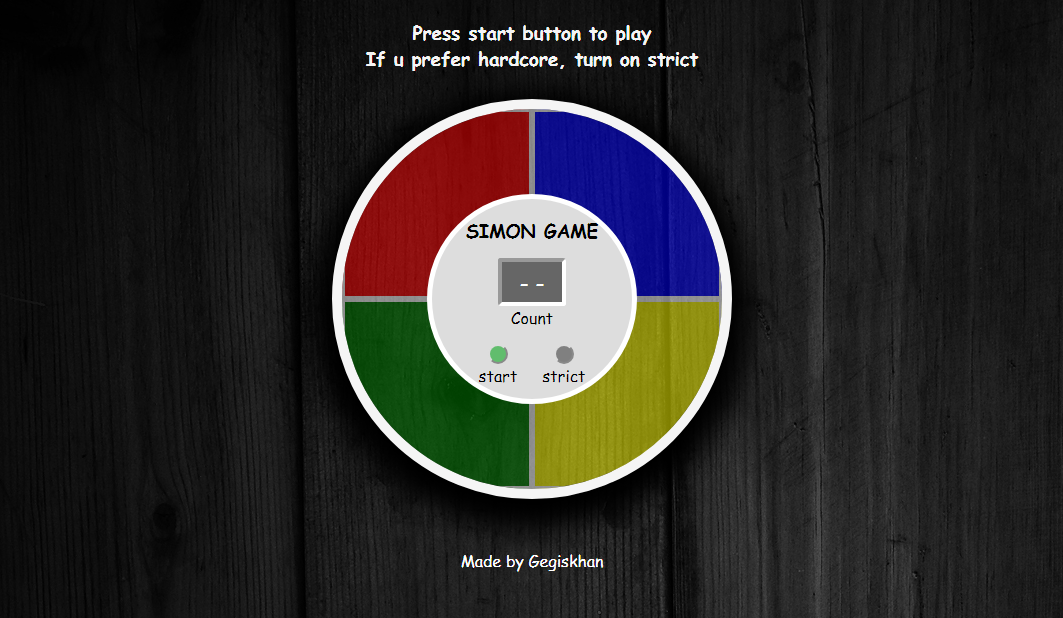 Press start button to play
If u prefer hardcore, turn on strict
SIMON GAME
--
Count
start strict
Made by Gegiskhan